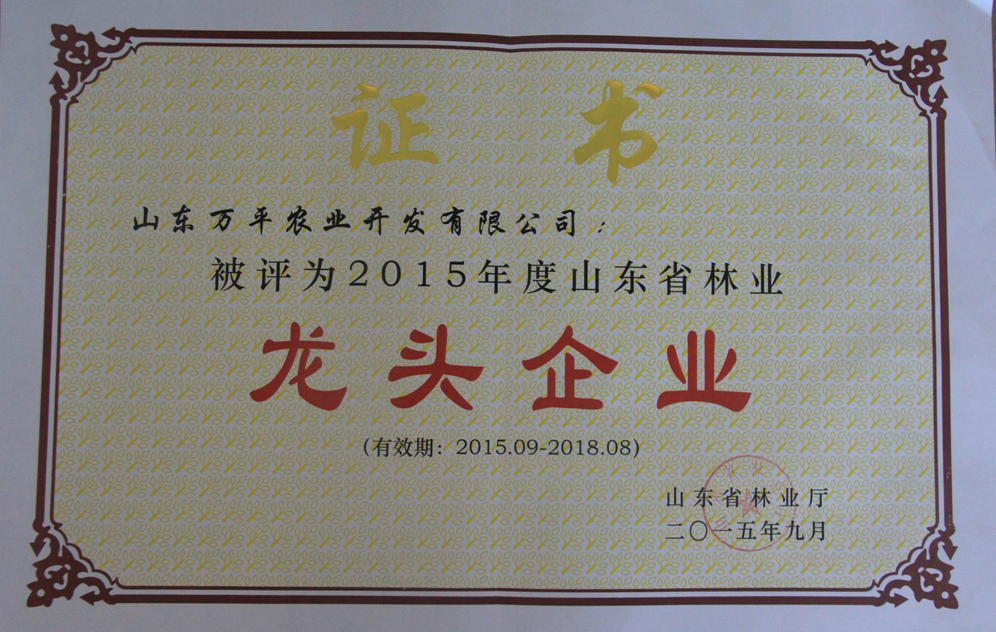 证书
山东万平农业开发有限公司：
被评为2015年度山东省林业
龙头企业
(有效期：2015.09-2018.08)
山东省林业厅
二〇一五年九月